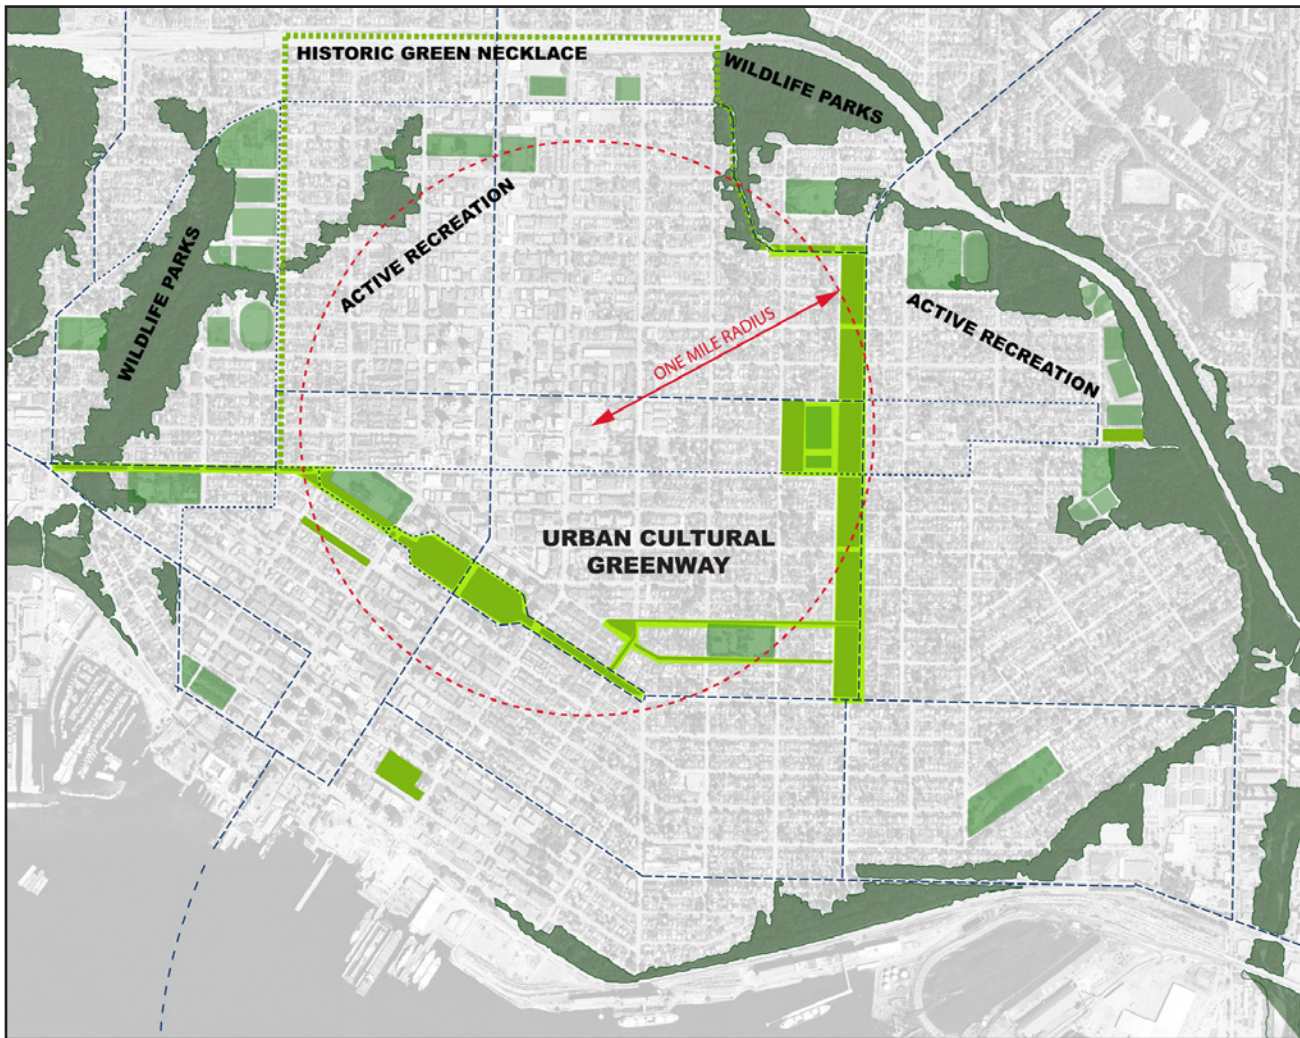 HISTORIC GREEN NECKLACE
WILDLIFE PARKS
ACTIVE RECREATION
WILDLIFE PARKS
ONE MILE RADIUS
ACTIVE RECREATION
URBAN CULTURAL
GREENWAY